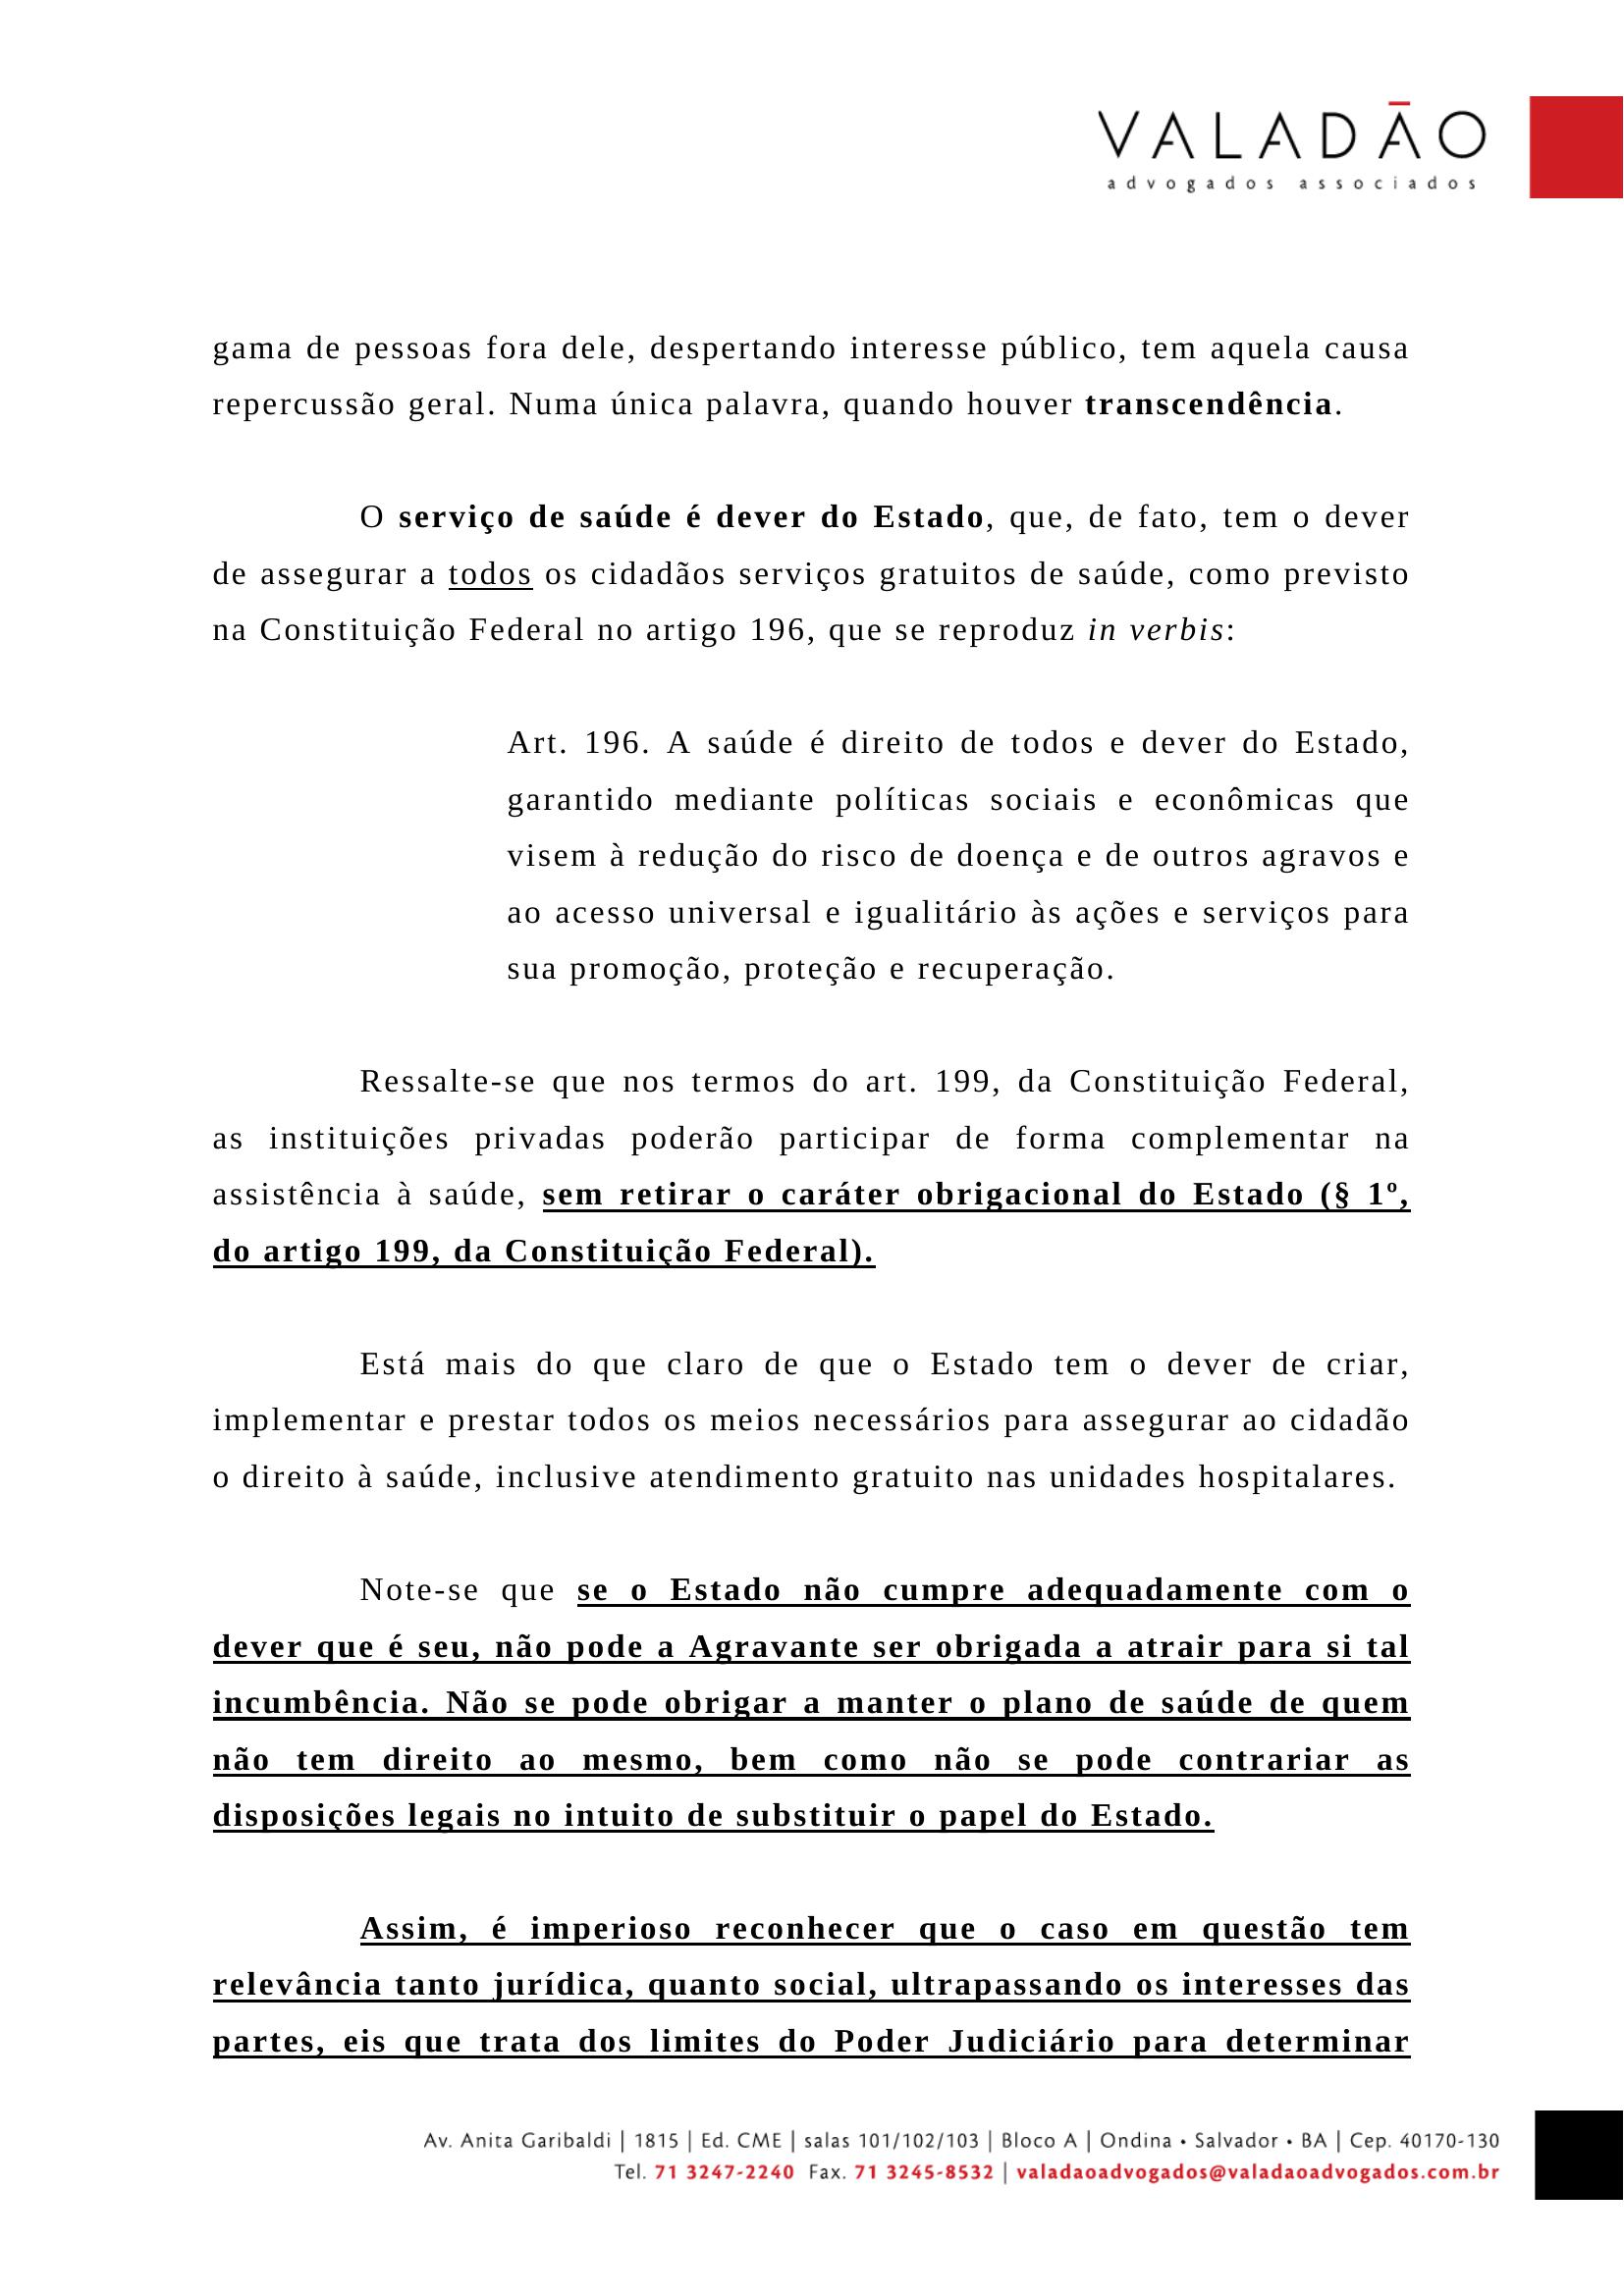 VALADÃO
advogados associados
gama de pessoas fora dele, despertando interesse público, tem aquela causa
repercussão geral. Numa única palavra, quando houver transcendência.
O serviço de saúde é dever do Estado, que, de fato, tem o dever
de assegurar a todos os cidadãos serviços gratuitos de saúde, como previsto
na Constituição Federal no artigo 196, que se reproduz in verbis:
Art. 196. A saúde é direito de todos e dever do Estado,
garantido mediante políticas sociais e econômicas que
visem à redução do risco de doença e de outros agravos e
ao acesso universal e igualitário às ações e serviços para
sua promoção, proteção e recuperação.
Ressalte-se que nos termos do art. 199, da Constituição Federal,
as instituições privadas poderão participar de forma complementar na
assistência à saúde, sem retirar o caráter obrigacional do Estado (§ 1º,
do artigo 199, da Constituição Federal).
Está mais do que claro de que o Estado tem o dever de criar,
implementar e prestar todos os meios necessários para assegurar ao cidadão
o direito à saúde, inclusive atendimento gratuito nas unidades hospitalares.
Note-se que se o Estado não cumpre adequadamente com o
dever que é seu, não pode a Agravante ser obrigada a atrair para si tal
incumbência. Não se pode obrigar a manter o plano de saúde de quem
não tem direito ao mesmo, bem como não se pode contrariar as
disposições legais no intuito de substituir o papel do Estado.
Assim, é imperioso reconhecer que o caso em questão tem
relevância tanto jurídica, quanto social, ultrapassando os interesses das
partes, eis que trata dos limites do Poder Judiciário para determinar
Av. Anita Garibaldi | 1815 | Ed. CME | salas 101/102/103 | Bloco A | Ondina • Salvador • BA | Cep. 40170-130
Tel. 71 3247-2240 Fax. 71 3245-8532 | valadaoadvogados@valadaoadvogados.com.br